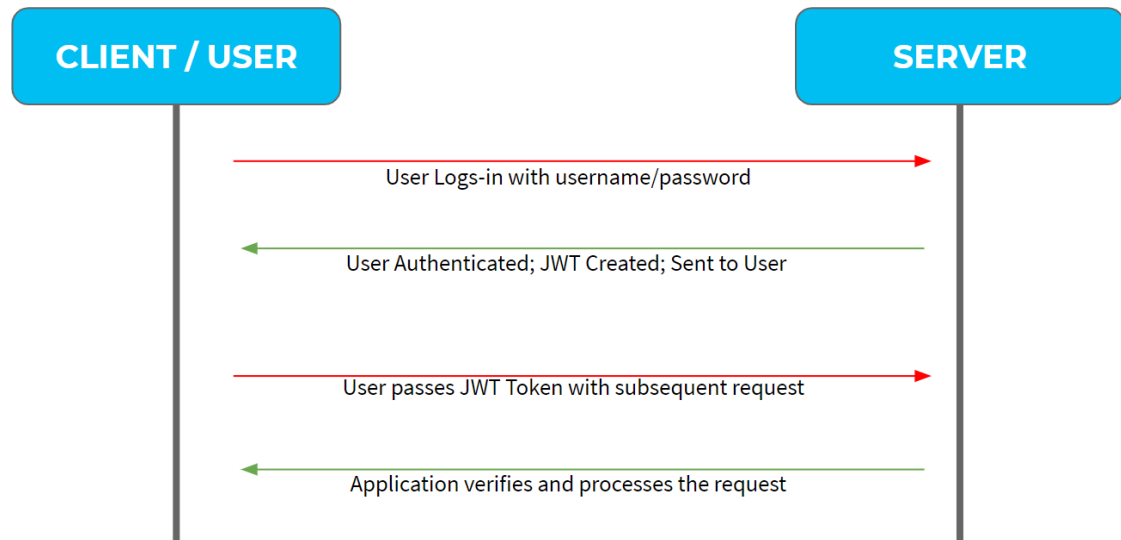 CLIENT / USER
SERVER
User Logs-in with username/password
User Authenticated; JWT Created; Sent to User
User passes JWT Token with subsequent request
Application verifies and processes the request